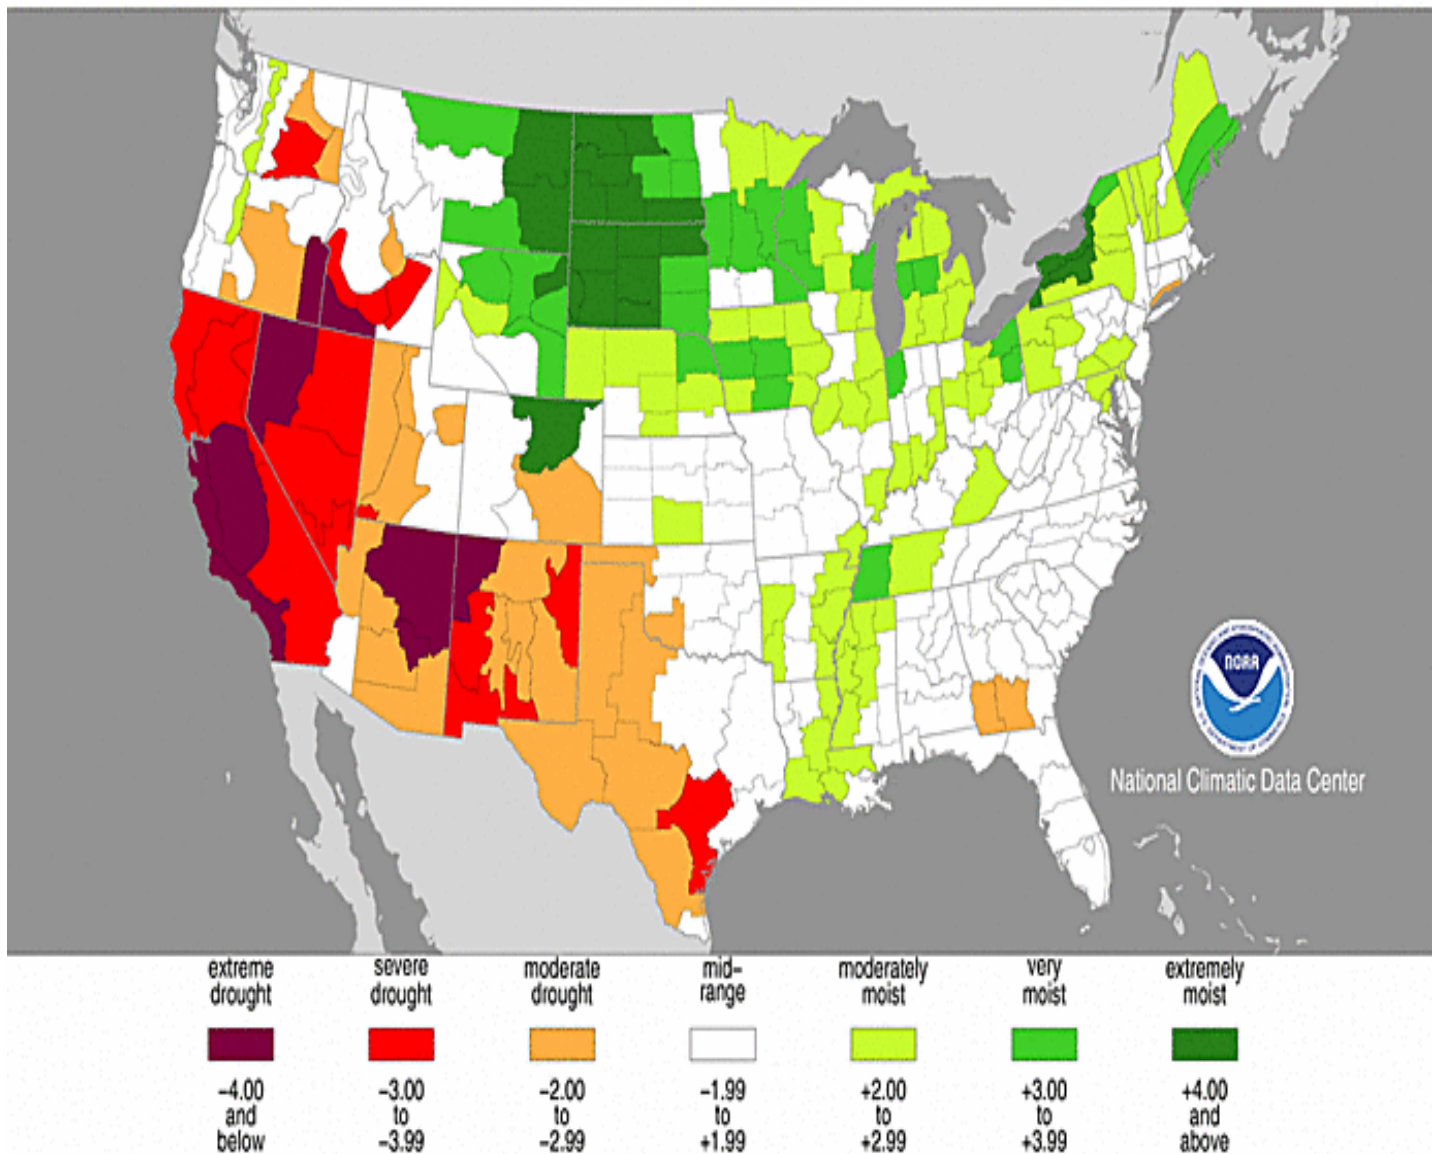 NOAA
National Climatic Data Center
extreme drought
severe drought
moderate drought
mid-range
moderately moist
very moist
extremely moist
−4.00 and below
−3.00 to −3.99
−2.00 to −2.99
−1.99 to +1.99
+2.00 to +2.99
+3.00 to +3.99
+4.00 and above